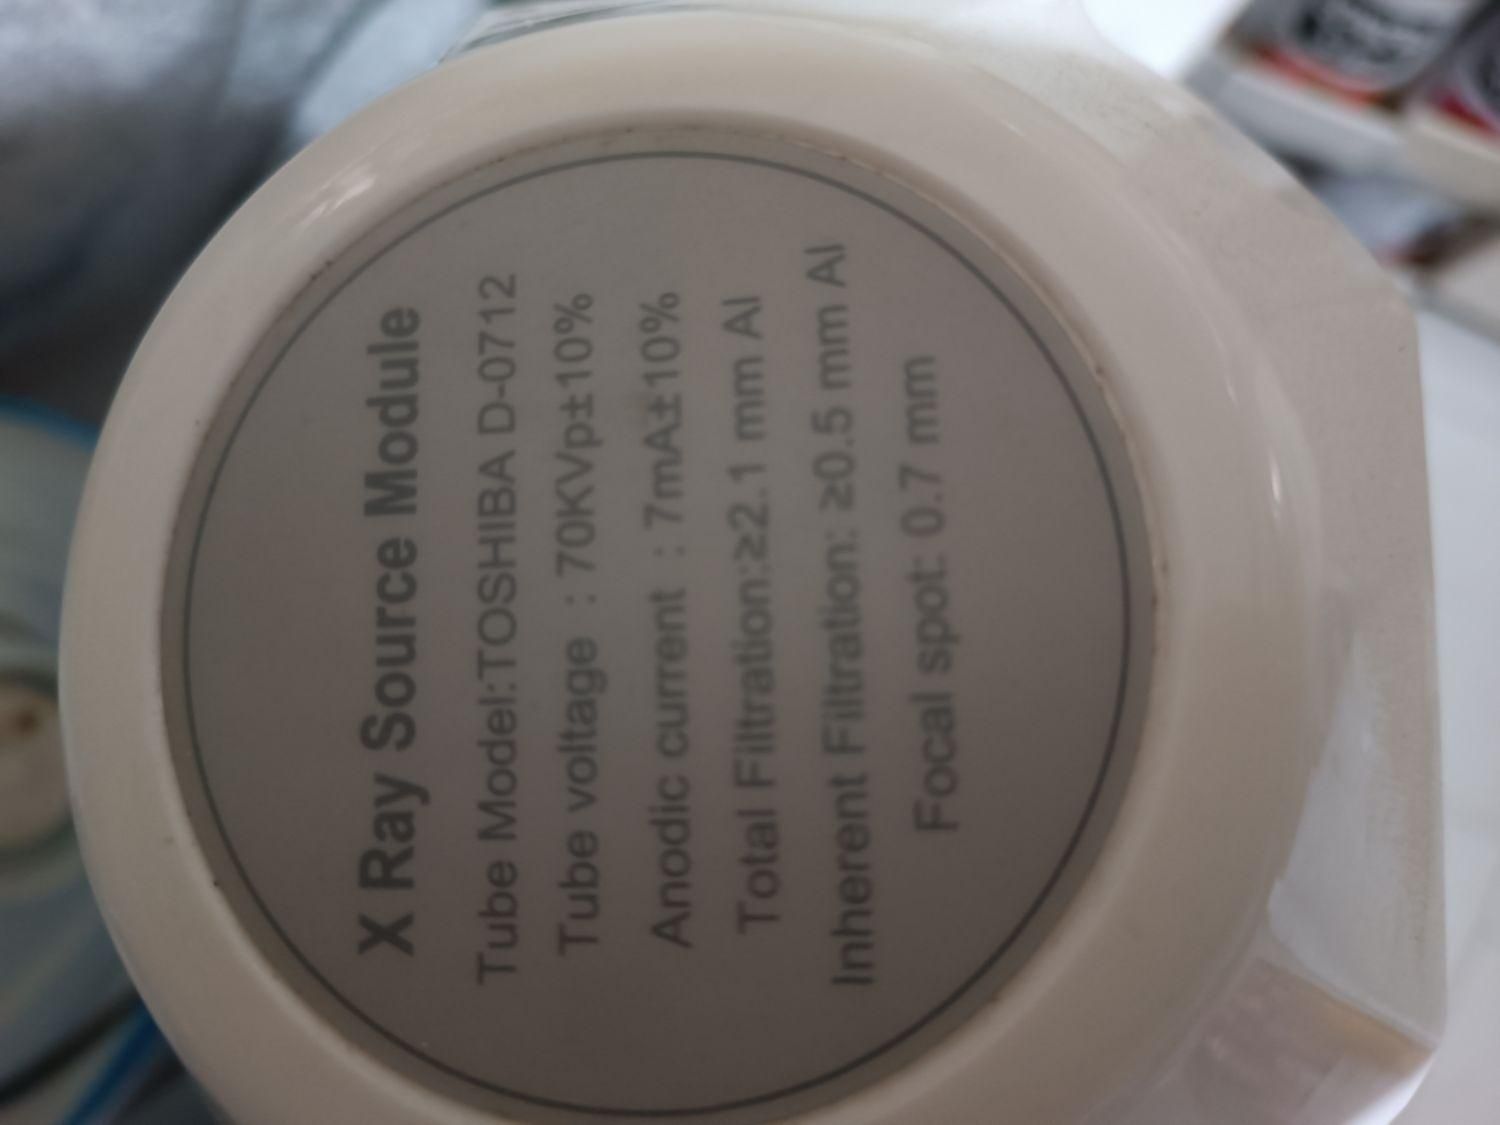 X Ray Source Module
Tube Model:TOSHIBA D-0712
Tube voltage : 70KVp±10%
Anodic current : 7mA±10%
Total Filtration:≥2.1 mm Al
Inherent Filtration: ≥0.5 mm Al
Focal spot: 0.7 mm